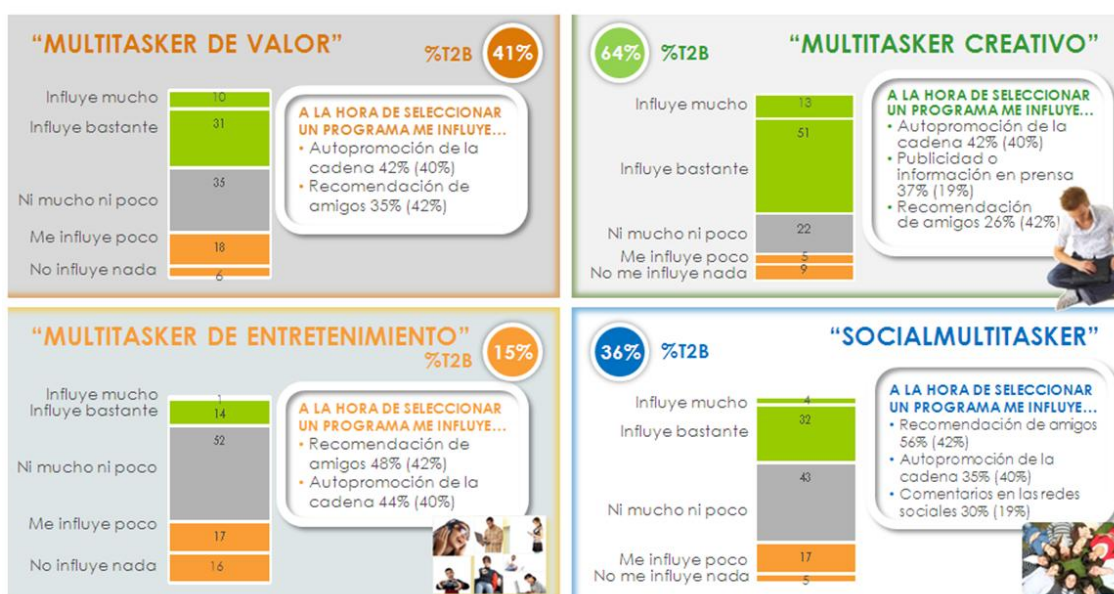 “MULTITASKER DE VALOR”
%T2B 41%
Influye mucho 10
Influye bastante 31
Ni mucho ni poco 35
Me influye poco 18
No influye nada 6
A LA HORA DE SELECCIONAR
UN PROGRAMA ME INFLUYE...
• Autopromoción de la
cadena 42% (40%)
• Recomendación de
amigos 35% (42%)
64% %T2B
“MULTITASKER CREATIVO”
Influye mucho 13
Influye bastante 51
Ni mucho ni poco 22
Me influye poco 5
No me influye nada 9
A LA HORA DE SELECCIONAR
UN PROGRAMA ME INFLUYE...
• Autopromoción de la
cadena 42% (40%)
• Publicidad o
información en prensa
37% (19%)
• Recomendación
de amigos 26% (42%)
“MULTITASKER DE ENTRETENIMIENTO”
%T2B 15%
Influye mucho 1
Influye bastante 14
Ni mucho ni poco 52
Me influye poco 17
No influye nada 16
A LA HORA DE SELECCIONAR
UN PROGRAMA ME INFLUYE...
• Recomendación de
amigos 48% (42%)
• Autopromoción de la
cadena 44% (40%)
36% %T2B
“SOCIALMULTITASKER”
Influye mucho 4
Influye bastante 32
Ni mucho ni poco 43
Me influye poco 17
No me influye nada 5
A LA HORA DE SELECCIONAR
UN PROGRAMA ME INFLUYE...
• Recomendación de amigos
56% (42%)
• Autopromoción de la
cadena 35% (40%)
• Comentarios en las redes
sociales 30% (19%)